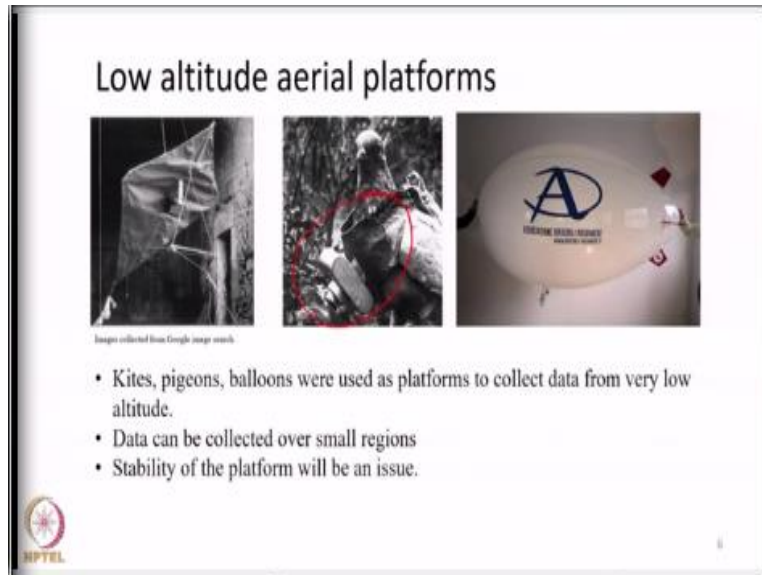 Low altitude aerial platforms
A
Images collected from Google image search
• Kites, pigeons, balloons were used as platforms to collect data from very low
altitude.
• Data can be collected over small regions
• Stability of the platform will be an issue.
NPTEL